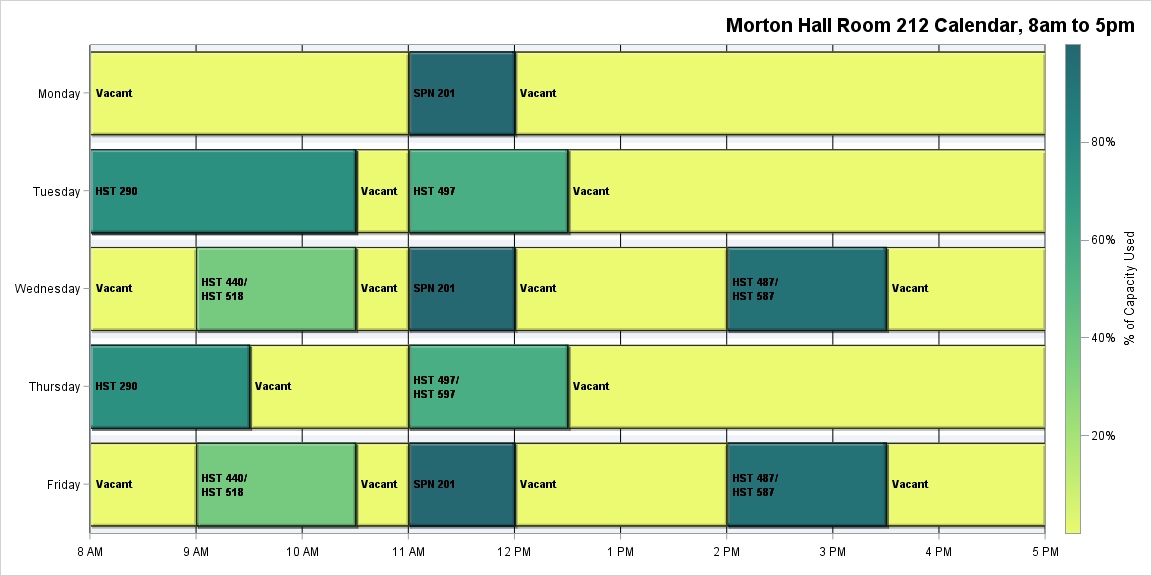 Morton Hall Room 212 Calendar, 8am to 5pm
Monday
Vacant
SPN 201
Vacant
Tuesday
HST 290
Vacant
HST 497
Vacant
Wednesday
Vacant
HST 440/
HST 518
Vacant
SPN 201
Vacant
HST 487/
HST 587
Vacant
Thursday
HST 290
Vacant
HST 497/
HST 597
Vacant
Friday
Vacant
HST 440/
HST 518
Vacant
SPN 201
Vacant
HST 487/
HST 587
Vacant
8 AM
9 AM
10 AM
11 AM
12 PM
1 PM
2 PM
3 PM
4 PM
5 PM
80%
60%
40%
20%
% of Capacity Used